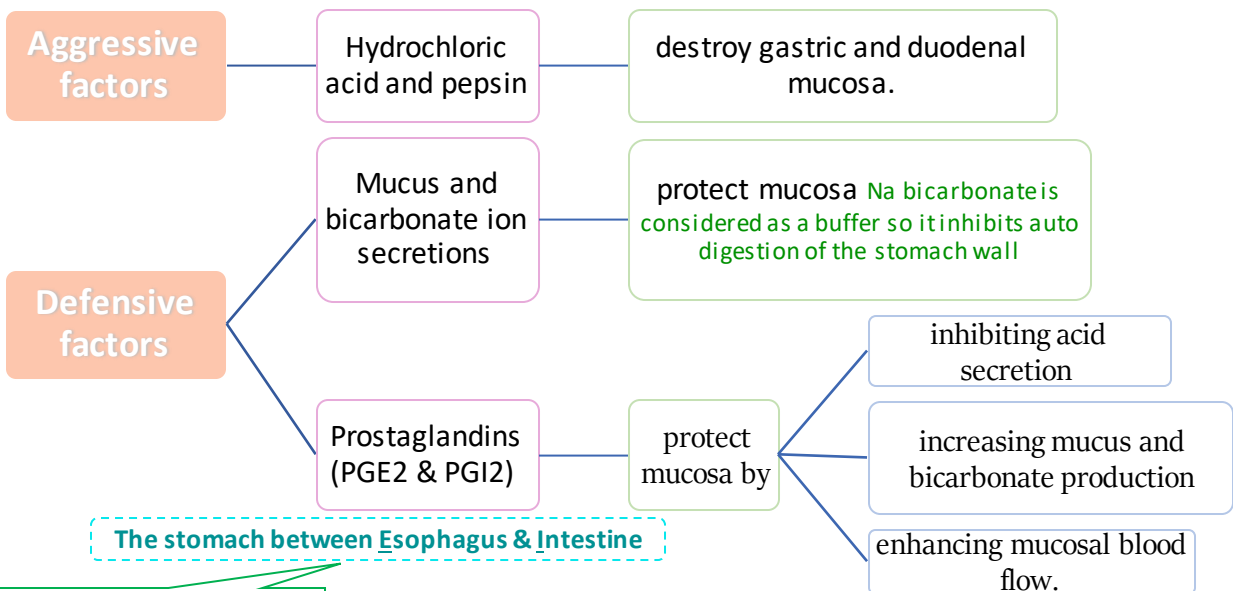 Aggressive
factors
Hydrochloric
acid and pepsin
destroy gastric and duodenal
mucosa.
Defensive
factors
Mucus and
bicarbonate ion
secretions
protect mucosa Na bicarbonate is
considered as a buffer so it inhibits auto
digestion of the stomach wall
Prostaglandins
(PGE2 & PGI2)
protect
mucosa by
inhibiting acid
secretion
increasing mucus and
bicarbonate production
enhancing mucosal blood
flow.
The stomach between Esophagus & Intestine